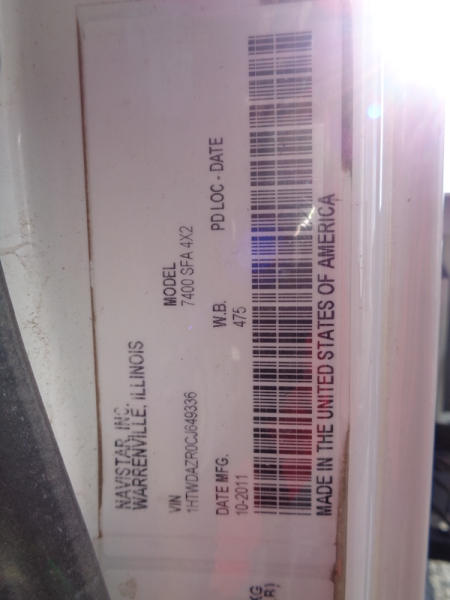 NAVISTAR, INC.
WARRENVILLE, ILLINOIS
VIN MODEL
1HTWDAZR0CJ649336 7400 SFA 4X2
DATE MFG. W.B. PD LOC - DATE
10-2011 475
MADE IN THE UNITED STATES OF AMERICA
KG